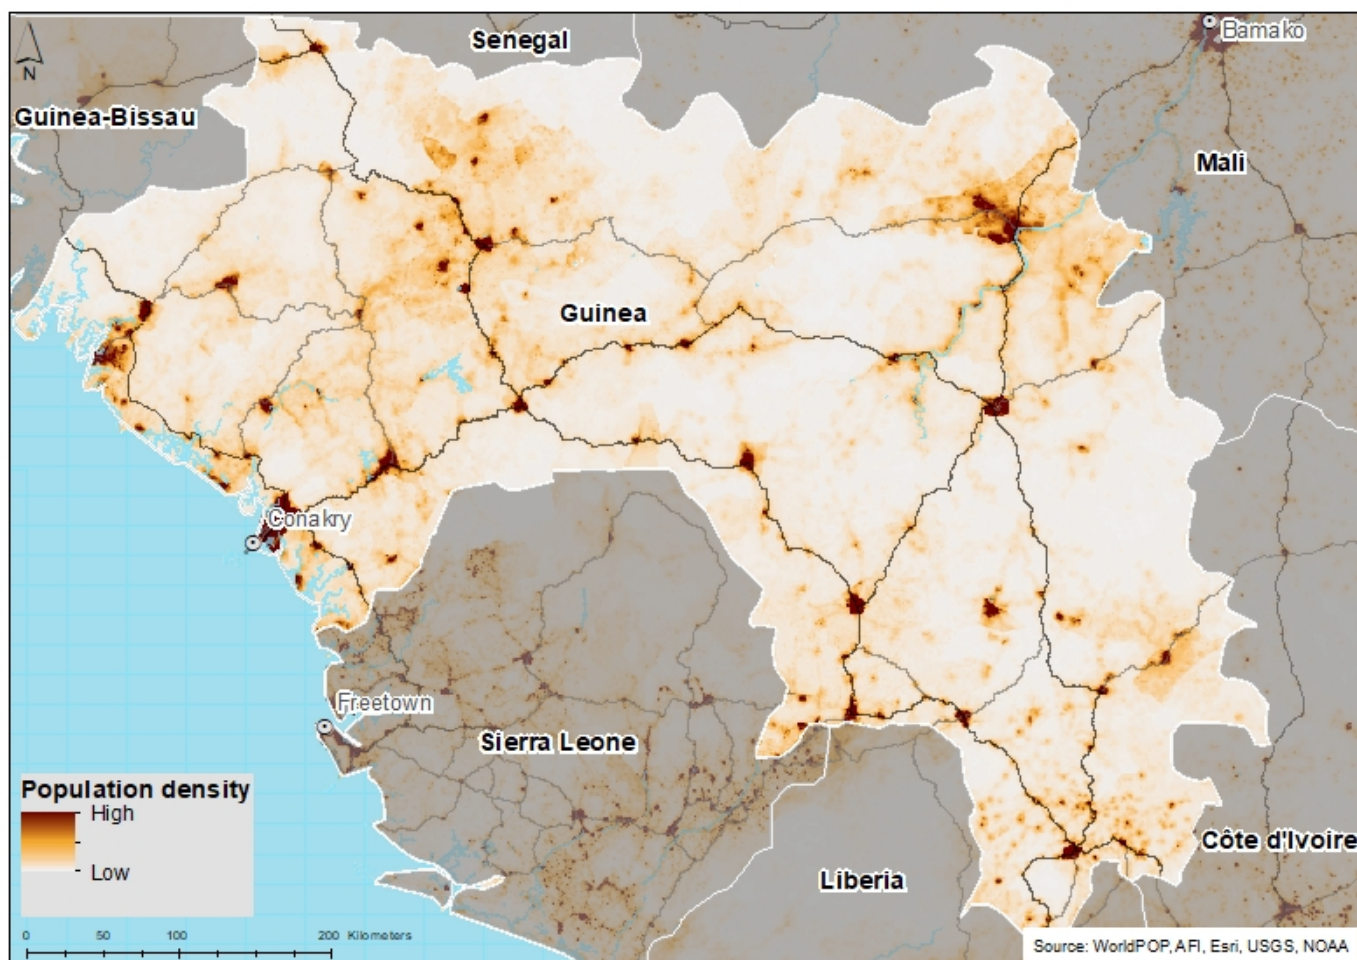 Senegal
Bamako
N
Guinea-Bissau
Mali
Guinea
Conakry
Freetown
Sierra Leone
Population density
High
Low
Côte d'Ivoire
Liberia
0 50 100 200 Kilometers
Source: WorldPOP, AFI, Esri, USGS, NOAA